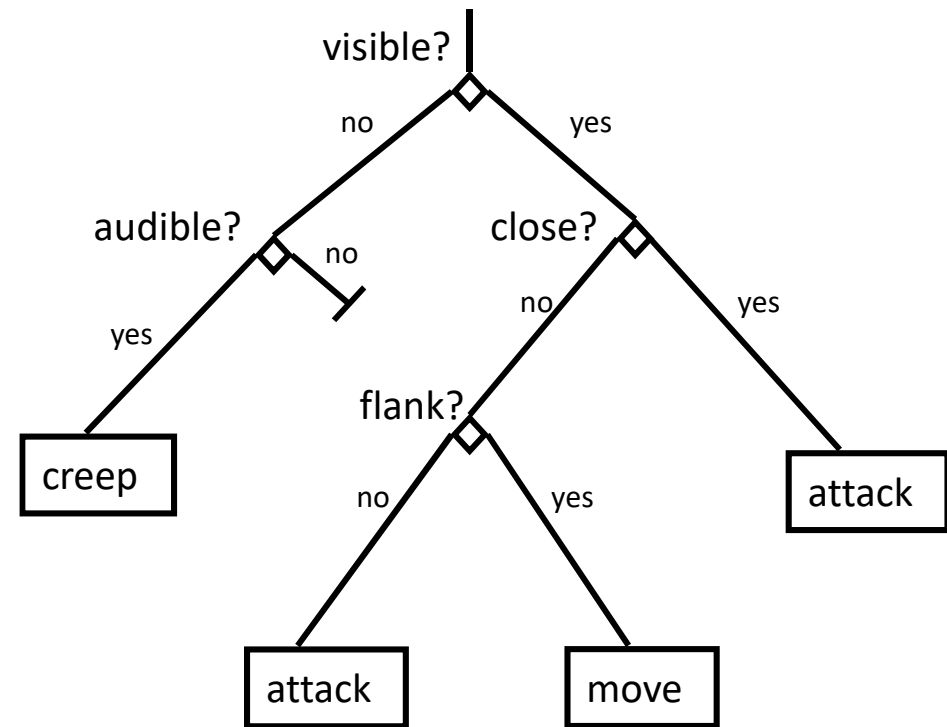 visible?
no
yes
audible?
close?
no
yes
no
yes
flank?
creep
attack
no
yes
attack
move